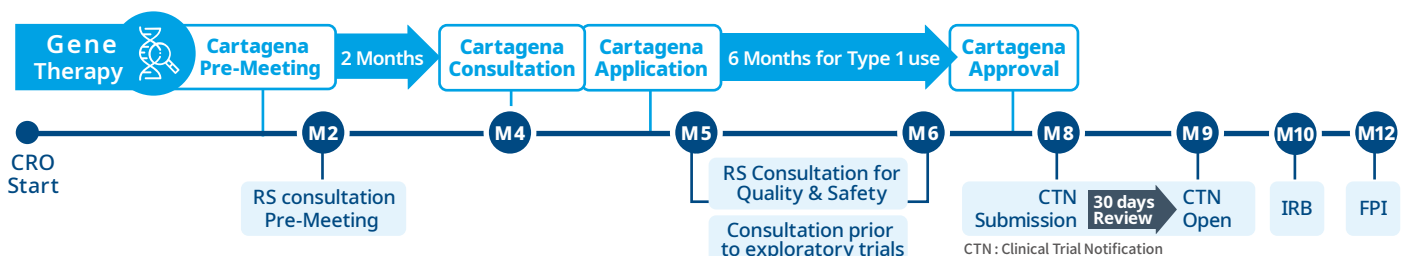 Gene
Therapy
Cartagena
Pre-Meeting
2 Months
Cartagena
Consultation
Cartagena
Application
6 Months for Type 1 use
Cartagena
Approval
CRO
Start
M2
M4
M5
M6
M8
M9
M10
M12
RS consultation
Pre-Meeting
RS Consultation for
Quality & Safety
Consultation prior
to exploratory trials
CTN
Submission
30 days
Review
CTN
Open
IRB
FPI
CTN : Clinical Trial Notification